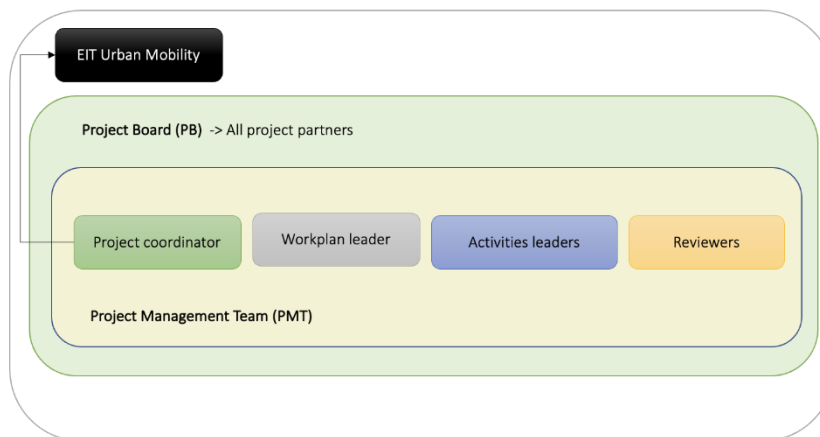 EIT Urban Mobility
Project Board (PB) -> All project partners
Project coordinator
Workplan leader
Activities leaders
Reviewers
Project Management Team (PMT)